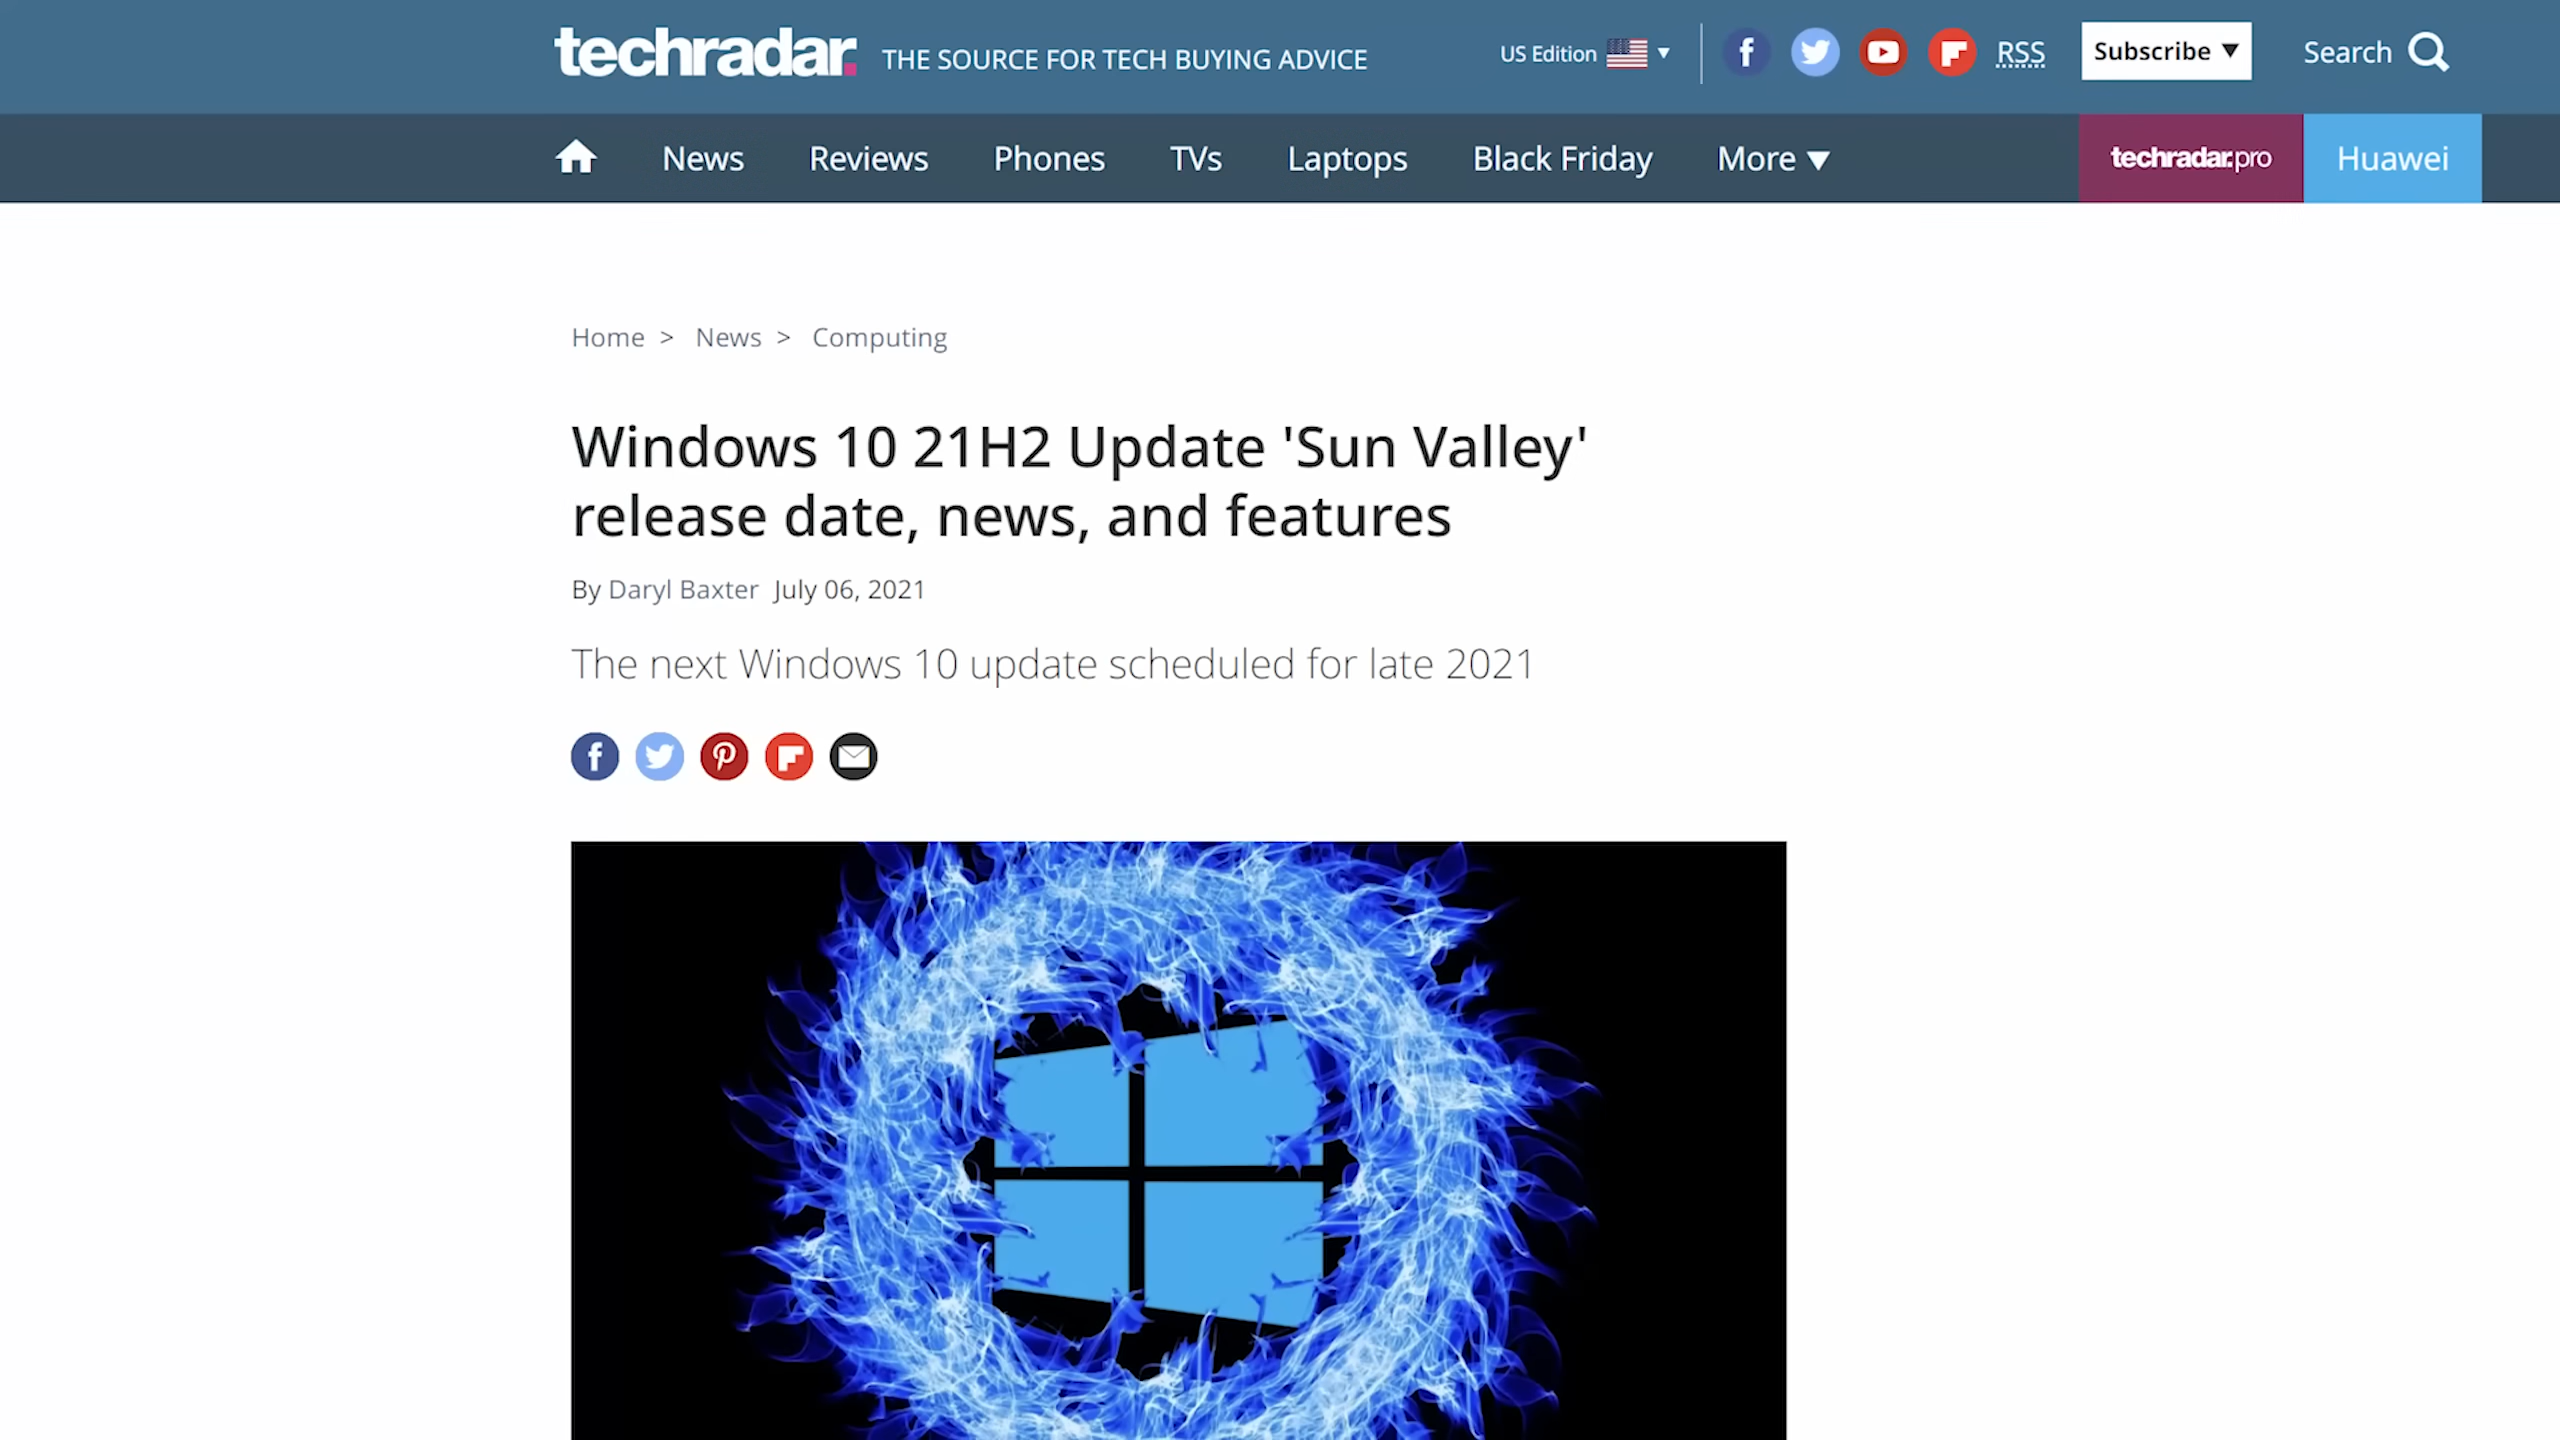 techradar. THE SOURCE FOR TECH BUYING ADVICE US Edition RSS Subscribe Search
News Reviews Phones TVs Laptops Black Friday More techradar.pro Huawei
Home > News > Computing
Windows 10 21H2 Update 'Sun Valley'
release date, news, and features
By Daryl Baxter July 06, 2021
The next Windows 10 update scheduled for late 2021